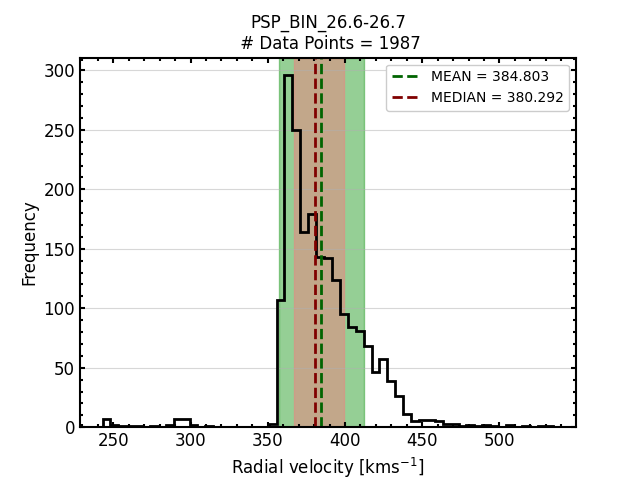 PSP_BIN_26.6-26.7
# Data Points = 1987
MEAN = 384.803
MEDIAN = 380.292
Frequency
300
250
200
150
100
50
0
250 300 350 400 450 500
Radial velocity [kms⁻¹]